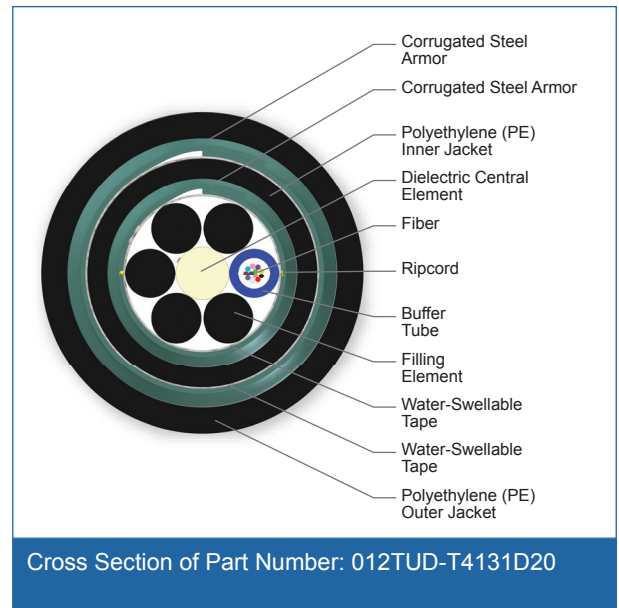 Corrugated Steel
Armor
Corrugated Steel Armor
Polyethylene (PE)
Inner Jacket
Dielectric Central
Element
Fiber
Ripcord
Buffer
Tube
Filling
Element
Water-Swellable
Tape
Water-Swellable
Tape
Polyethylene (PE)
Outer Jacket
Cross Section of Part Number: 012TUD-T4131D20